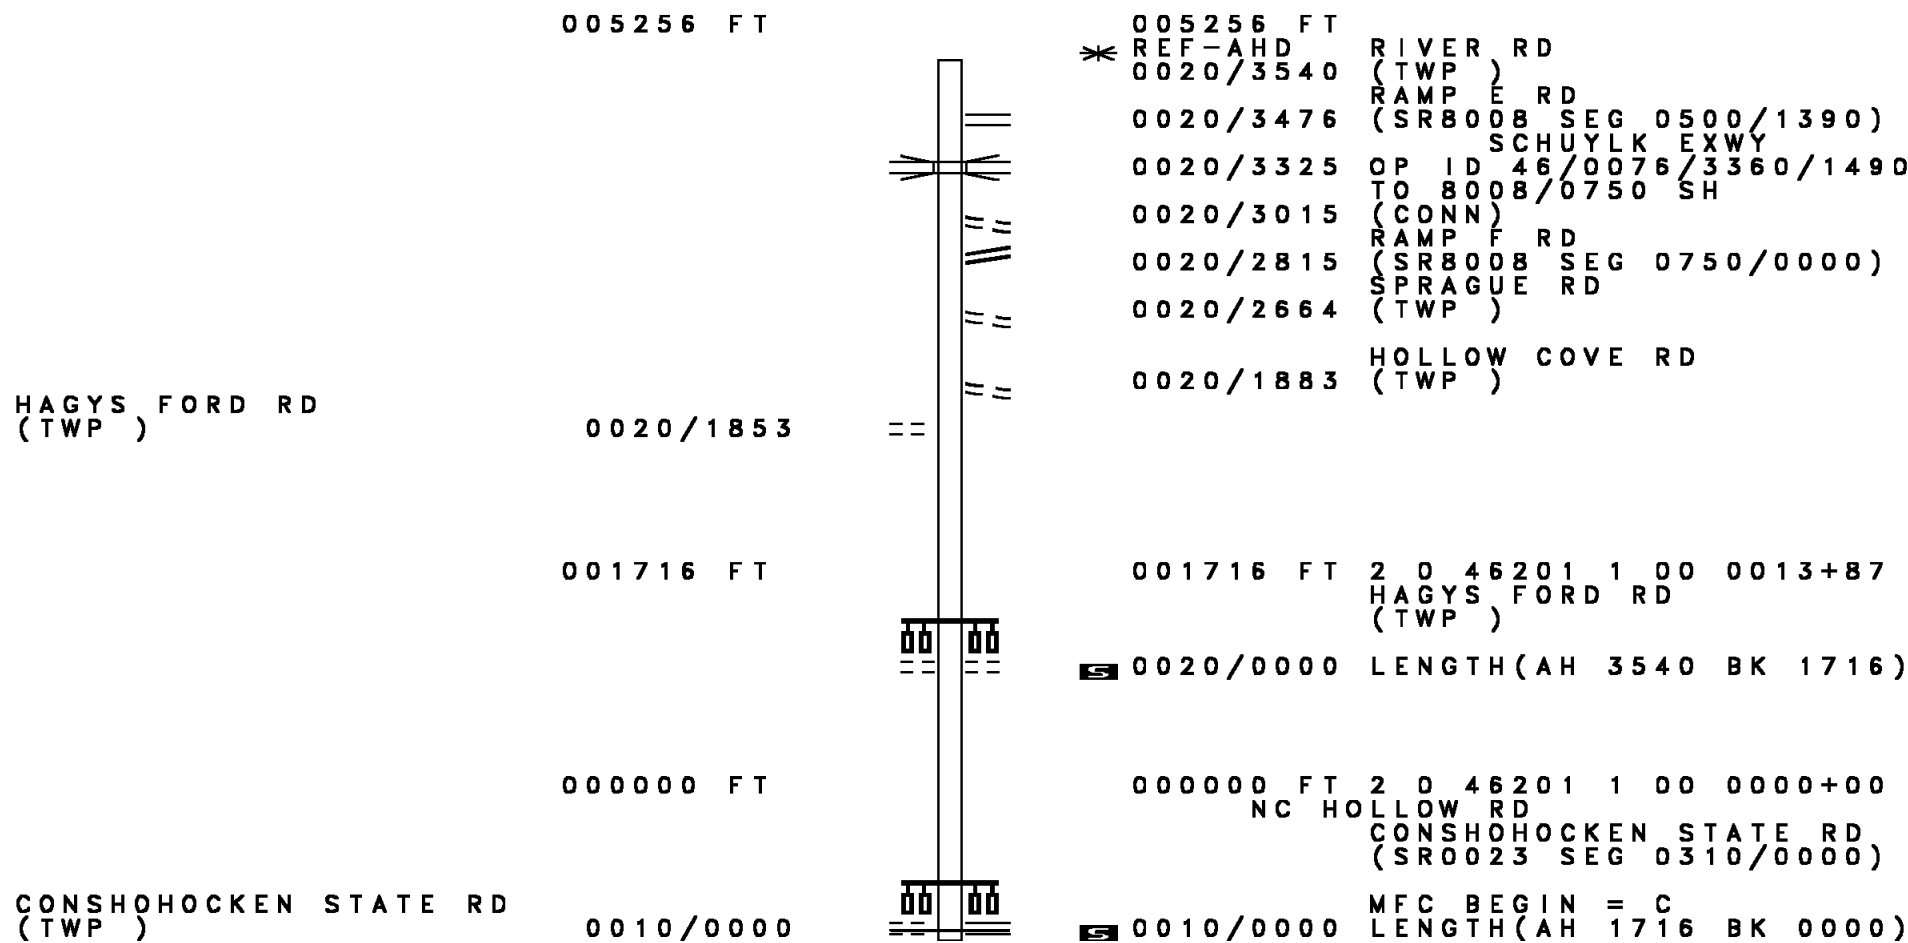 005256 FT 005256 FT
REF-AHD RIVER RD
0020/3540 (TWP )
RAMP E RD
0020/3476 (SR8008 SEG 0500/1390)
SCHUYLK EXWY
0020/3325 OP ID 46/0076/3360/1490
TO 8008/0750 SH
0020/3015 (CONN)
RAMP F RD
0020/2815 (SR8008 SEG 0750/0000)
SPRAGUE RD
0020/2664 (TWP )
HOLLOW COVE RD
0020/1883 (TWP )
HAGYS FORD RD
(TWP ) 0020/1853
001716 FT 001716 FT 2 0 46201 1 00 0013+87
HAGYS FORD RD
(TWP )
S 0020/0000 LENGTH(AH 3540 BK 1716)
000000 FT 000000 FT 2 0 46201 1 00 0000+00
NC HOLLOW RD
CONSHOHOCKEN STATE RD
(SR0023 SEG 0310/0000)
CONSHOHOCKEN STATE RD MFC BEGIN = C
(TWP ) 0010/0000 S 0010/0000 LENGTH(AH 1716 BK 0000)